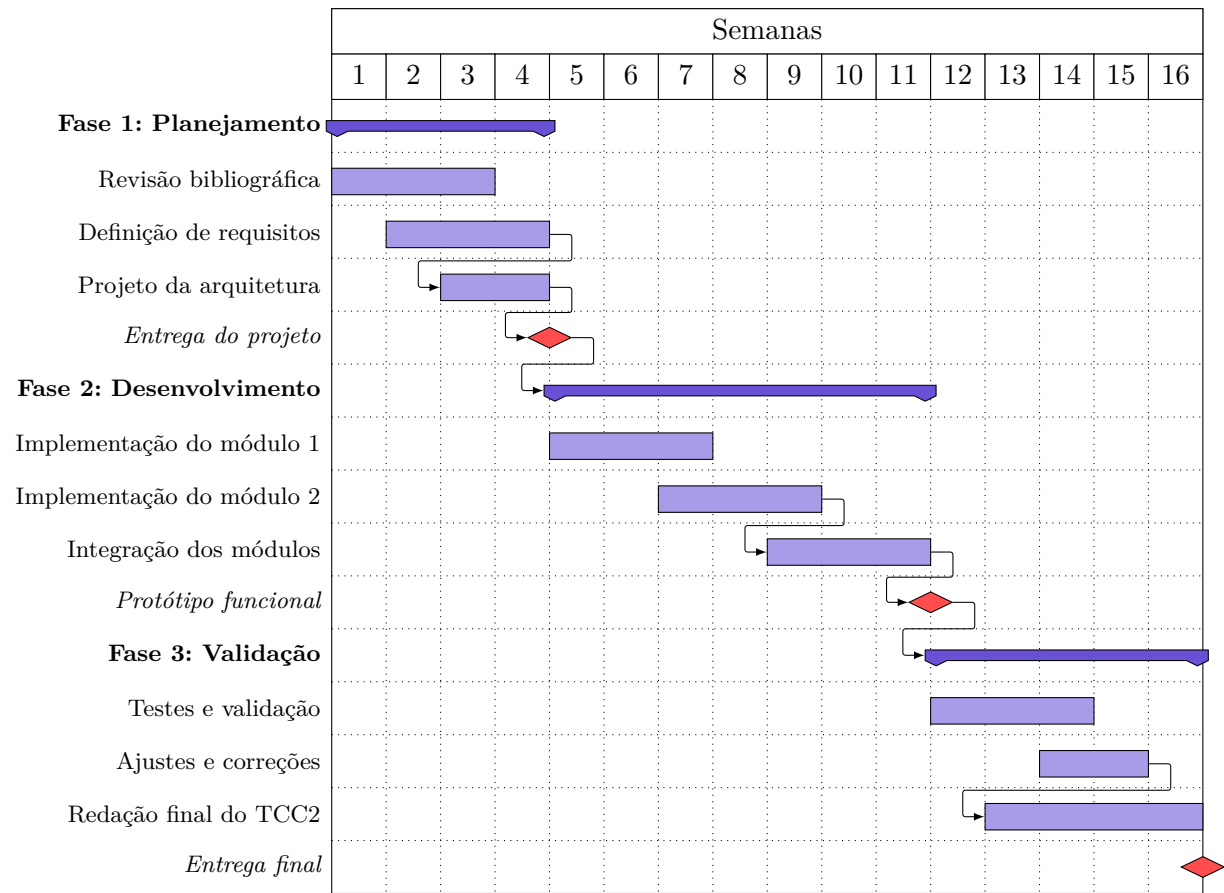 Semanas
1 2 3 4 5 6 7 8 9 10 11 12 13 14 15 16
Fase 1: Planejamento
Revisão bibliográfica
Definição de requisitos
Projeto da arquitetura
Entrega do projeto
Fase 2: Desenvolvimento
Implementação do módulo 1
Implementação do módulo 2
Integração dos módulos
Protótipo funcional
Fase 3: Validação
Testes e validação
Ajustes e correções
Redação final do TCC2
Entrega final